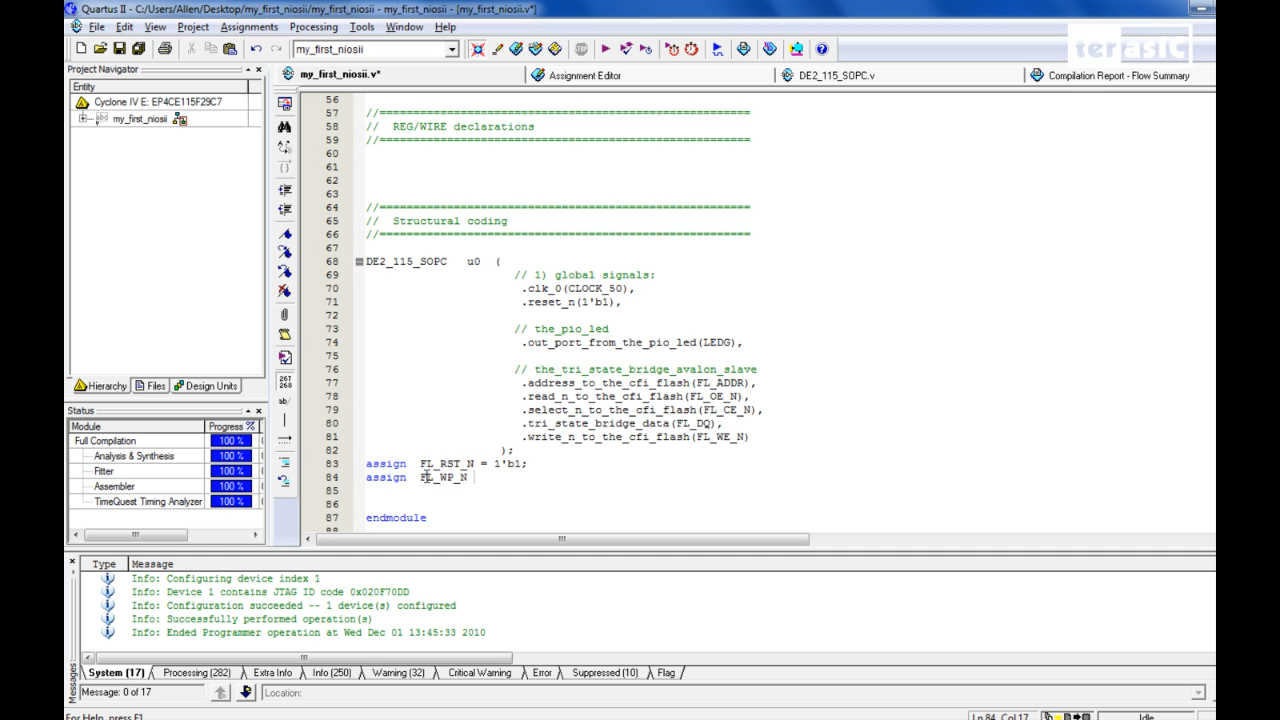 Quartus II - C:/Users/Allen/Desktop/my_first_niosii/my_first_niosii - my_first_niosii - [my_first_niosii.v*]
File Edit View Project Assignments Processing Tools Window Help
my_first_niosii
terasic
Project Navigator
my_first_niosii.v*
Assignment Editor
DE2_115_SOPC.v
Compilation Report - Flow Summary
Entity
Cyclone IV E: EP4CE115F29C7
my_first_niosii
Hierarchy Files Design Units
Status
Module Progress %
Full Compilation 100 %
Analysis & Synthesis 100 %
Fitter 100 %
Assembler 100 %
TimeQuest Timing Analyzer 100 %
267
268
ab/
56
57 //=======================================================
58 // REG/WIRE declarations
59 //=======================================================
60
61
62
63
64 //=======================================================
65 // Structural coding
66 //=======================================================
67
68 DE2_115_SOPC u0 (
69 // 1) global signals:
70 .clk_0(CLOCK_50),
71 .reset_n(1'b1),
72
73 // the_pio_led
74 .out_port_from_the_pio_led(LEDG),
75
76 // the_tri_state_bridge_avalon_slave
77 .address_to_the_cfi_flash(FL_ADDR),
78 .read_n_to_the_cfi_flash(FL_OE_N),
79 .select_n_to_the_cfi_flash(FL_CE_N),
80 .tri_state_bridge_data(FL_DQ),
81 .write_n_to_the_cfi_flash(FL_WE_N)
82 );
83 assign FL_RST_N = 1'b1;
84 assign FL_WP_N
85
86
87 endmodule
88
Type Message
Info: Configuring device index 1
Info: Device 1 contains JTAG ID code 0x020F70DD
Info: Configuration succeeded -- 1 device(s) configured
Info: Successfully performed operation(s)
Info: Ended Programmer operation at Wed Dec 01 13:45:33 2010
System (17) Processing (282) Extra Info Info (250) Warning (32) Critical Warning Error Suppressed (10) Flag
Messages
Message: 0 of 17
Location:
For Help, press F1
Ln 84, Col 17
Idle